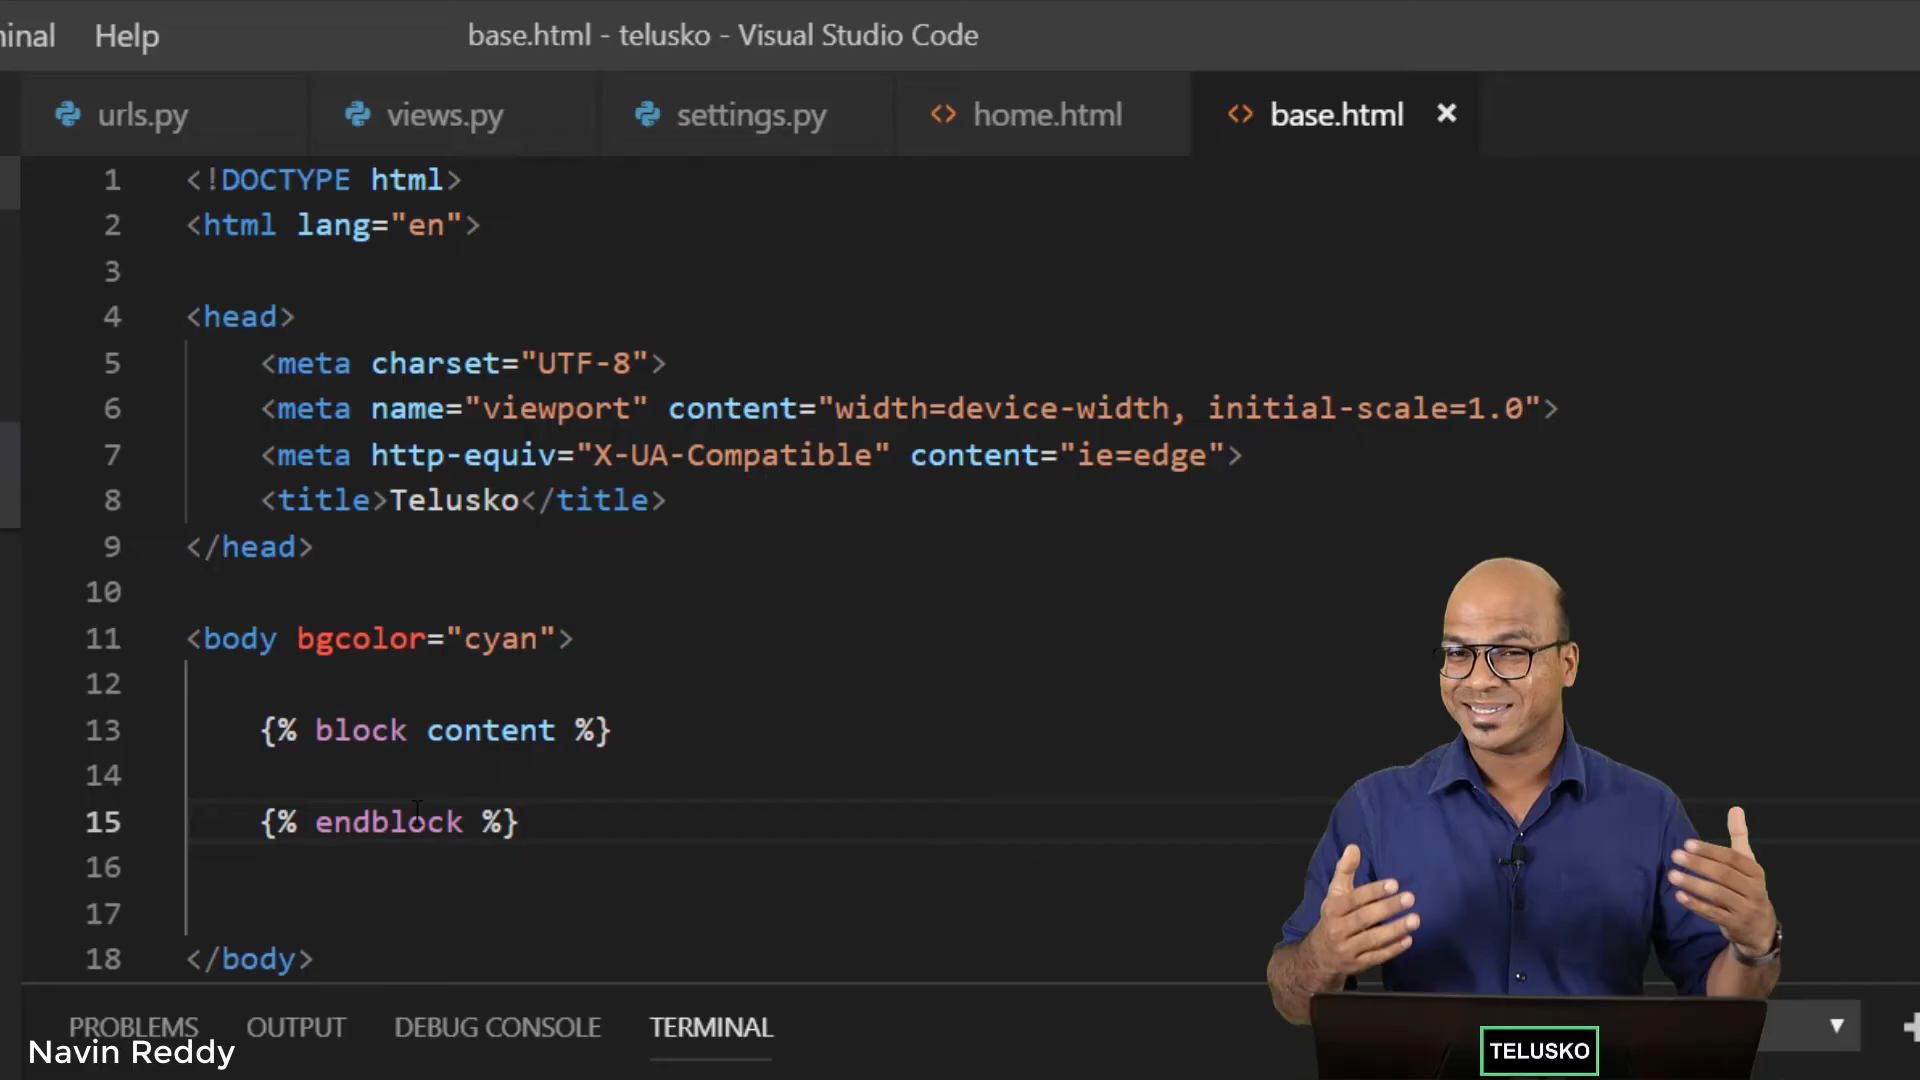 inal Help base.html - telusko - Visual Studio Code
urls.py views.py settings.py <> home.html <> base.html ×
1 <!DOCTYPE html>
2 <html lang="en">
3
4 <head>
5 <meta charset="UTF-8">
6 <meta name="viewport" content="width=device-width, initial-scale=1.0">
7 <meta http-equiv="X-UA-Compatible" content="ie=edge">
8 <title>Telusko</title>
9 </head>
10
11 <body bgcolor="cyan">
12
13 {% block content %}
14
15 {% endblock %}
16
17
18 </body>
PROBLEMS OUTPUT DEBUG CONSOLE TERMINAL
Navin Reddy
TELUSKO